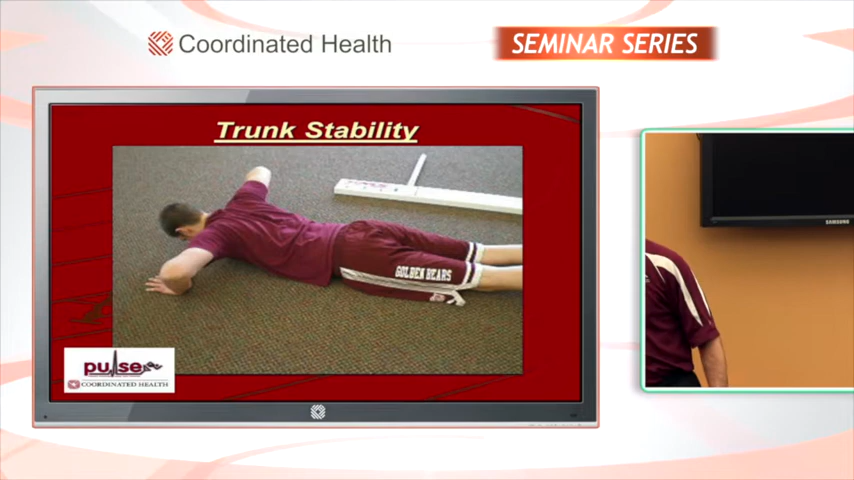 Coordinated Health
SEMINAR SERIES
Trunk Stability
GOLDEN BEARS
pulse
COORDINATED HEALTH
SAMSUNG